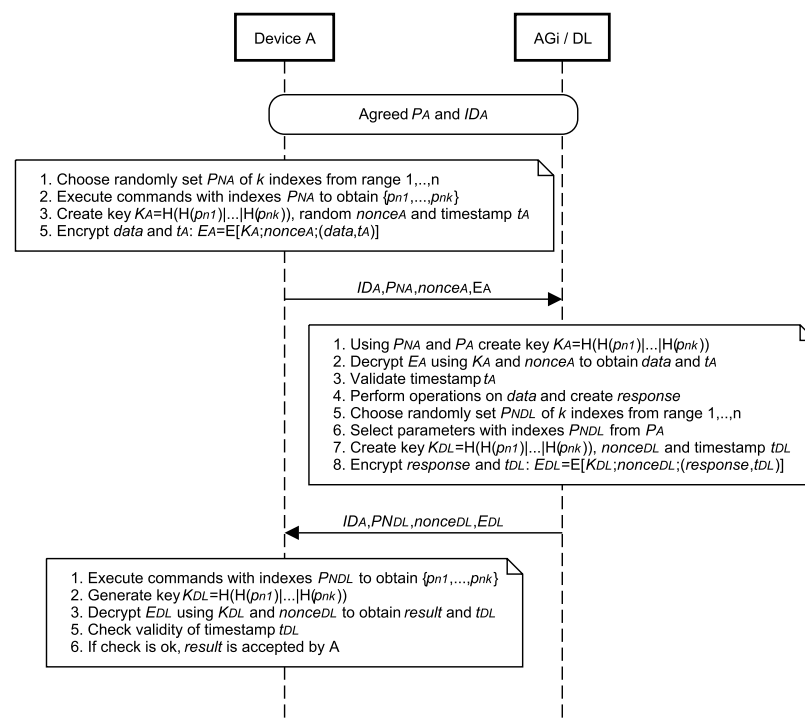 Device A
AGi / DL
Agreed PA and IDA
1. Choose randomly set PNA of k indexes from range 1,..,n
2. Execute commands with indexes PNA to obtain {pn1,...,pnk}
3. Create key KA=H(H(pn1)|...|H(pnk)), random nonceA and timestamp tA
5. Encrypt data and tA: EA=E[KA;nonceA;(data,tA)]
IDA,PNA,nonceA,EA
1. Using PNA and PA create key KA=H(H(pn1)|...|H(pnk))
2. Decrypt EA using KA and nonceA to obtain data and tA
3. Validate timestamp tA
4. Perform operations on data and create response
5. Choose randomly set PNDL of k indexes from range 1,..,n
6. Select parameters with indexes PNDL from PA
7. Create key KDL=H(H(pn1)|...|H(pnk)), nonceDL and timestamp tDL
8. Encrypt response and tDL: EDL=E[KDL;nonceDL;(response,tDL)]
IDA,PNDL,nonceDL,EDL
1. Execute commands with indexes PNDL to obtain {pn1,...,pnk}
2. Generate key KDL=H(H(pn1)|...|H(pnk))
3. Decrypt EDL using KDL and nonceDL to obtain result and tDL
5. Check validity of timestamp tDL
6. If check is ok, result is accepted by A